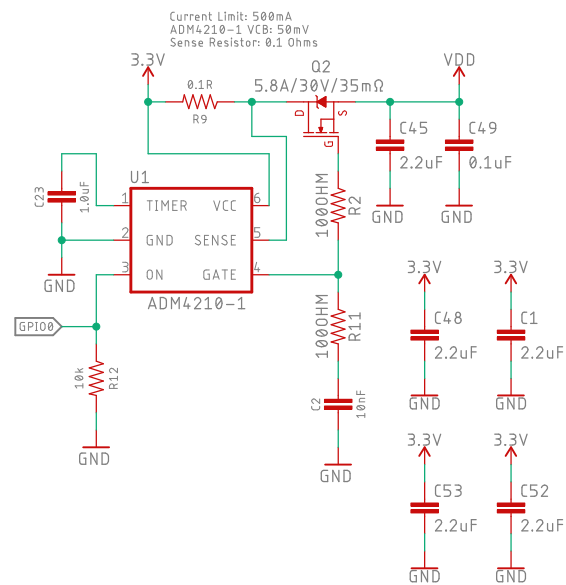 Current Limit: 500mA
ADM4210-1 VCB: 50mV
Sense Resistor: 0.1 Ohms
3.3V
Q2
VDD
0.1R
5.8A/30V/35mΩ
R9
D
S
G
C45
2.2uF
C49
0.1uF
GND
GND
U1
C23
1.0uF
1
TIMER
VCC
6
2
GND
SENSE
5
3
ON
GATE
4
ADM4210-1
GND
100OHM
R2
GPIO0
10k
R12
GND
100OHM
R11
C2
10nF
GND
3.3V
C48
2.2uF
GND
3.3V
C1
2.2uF
GND
3.3V
C53
2.2uF
GND
3.3V
C52
2.2uF
GND